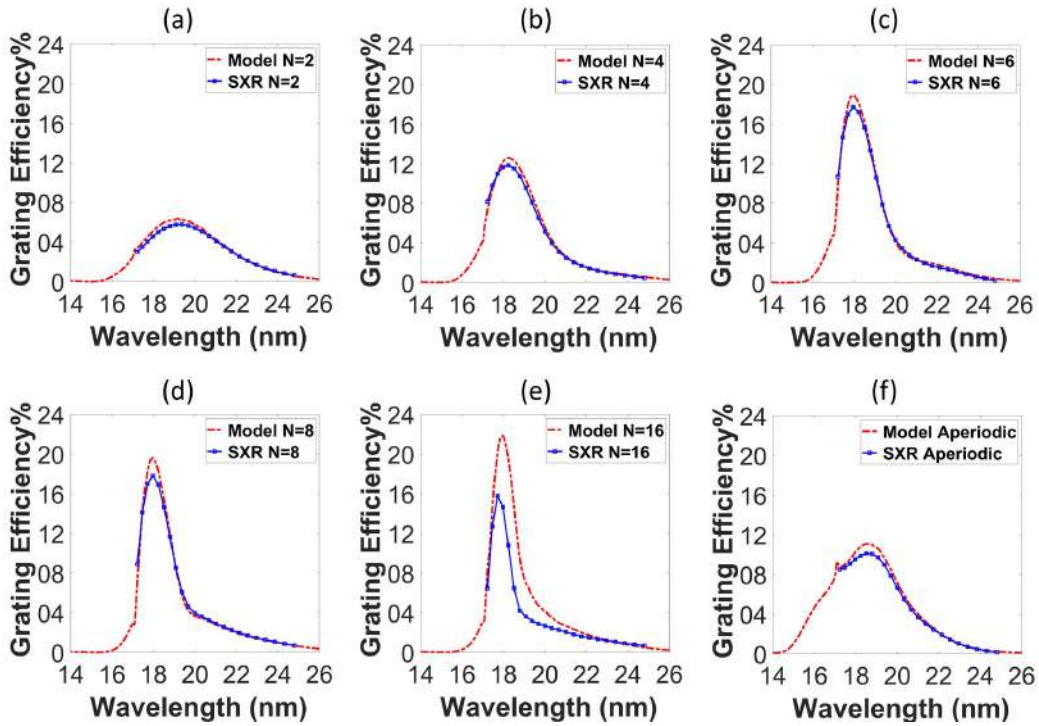 (a)
Grating Efficiency%
24
20
16
12
08
04
0
Model N=2
SXR N=2
14 16 18 20 22 24 26
Wavelength (nm)
(b)
Grating Efficiency%
24
20
16
12
08
04
0
Model N=4
SXR N=4
14 16 18 20 22 24 26
Wavelength (nm)
(c)
Grating Efficiency%
24
20
16
12
08
04
0
Model N=6
SXR N=6
14 16 18 20 22 24 26
Wavelength (nm)
(d)
Grating Efficiency%
24
20
16
12
08
04
0
Model N=8
SXR N=8
14 16 18 20 22 24 26
Wavelength (nm)
(e)
Grating Efficiency%
24
20
16
12
08
04
0
Model N=16
SXR N=16
14 16 18 20 22 24 26
Wavelength (nm)
(f)
Grating Efficiency%
24
20
16
12
08
04
0
Model Aperiodic
SXR Aperiodic
14 16 18 20 22 24 26
Wavelength (nm)